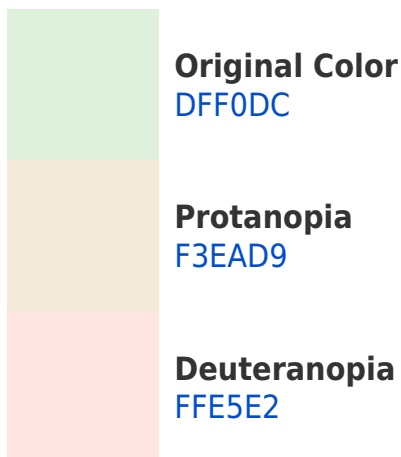 Original Color
DFF0DC
Protanopia
F3EAD9
Deuteranopia
FFE5E2